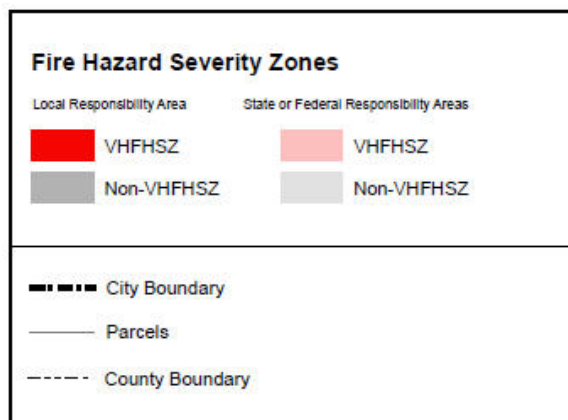 Fire Hazard Severity Zones
Local Responsibility Area State or Federal Responsibility Areas
VHFHSZ VHFHSZ
Non-VHFHSZ Non-VHFHSZ
City Boundary
Parcels
County Boundary